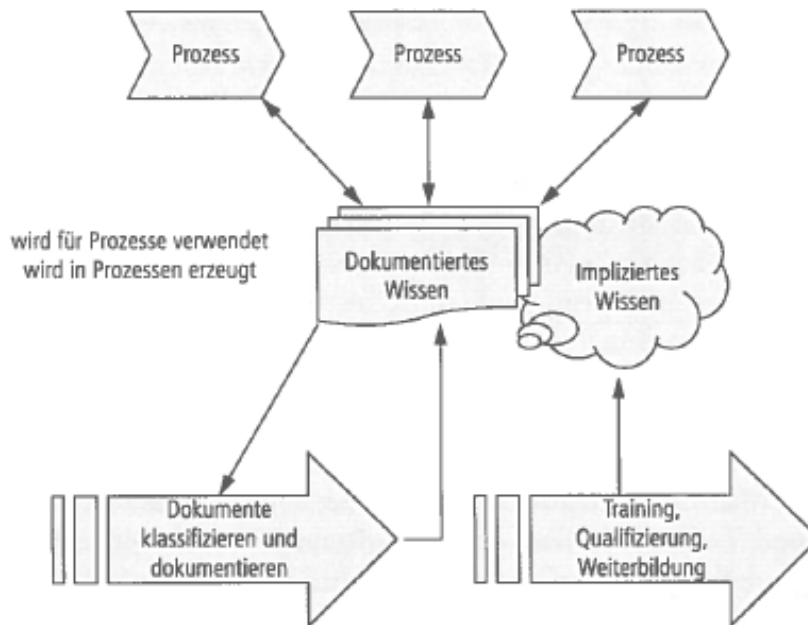 Prozess
Prozess
Prozess
wird für Prozesse verwendet
wird in Prozessen erzeugt
Dokumentiertes
Wissen
Impliziertes
Wissen
Dokumente
klassifizieren und
dokumentieren
Training,
Qualifizierung,
Weiterbildung